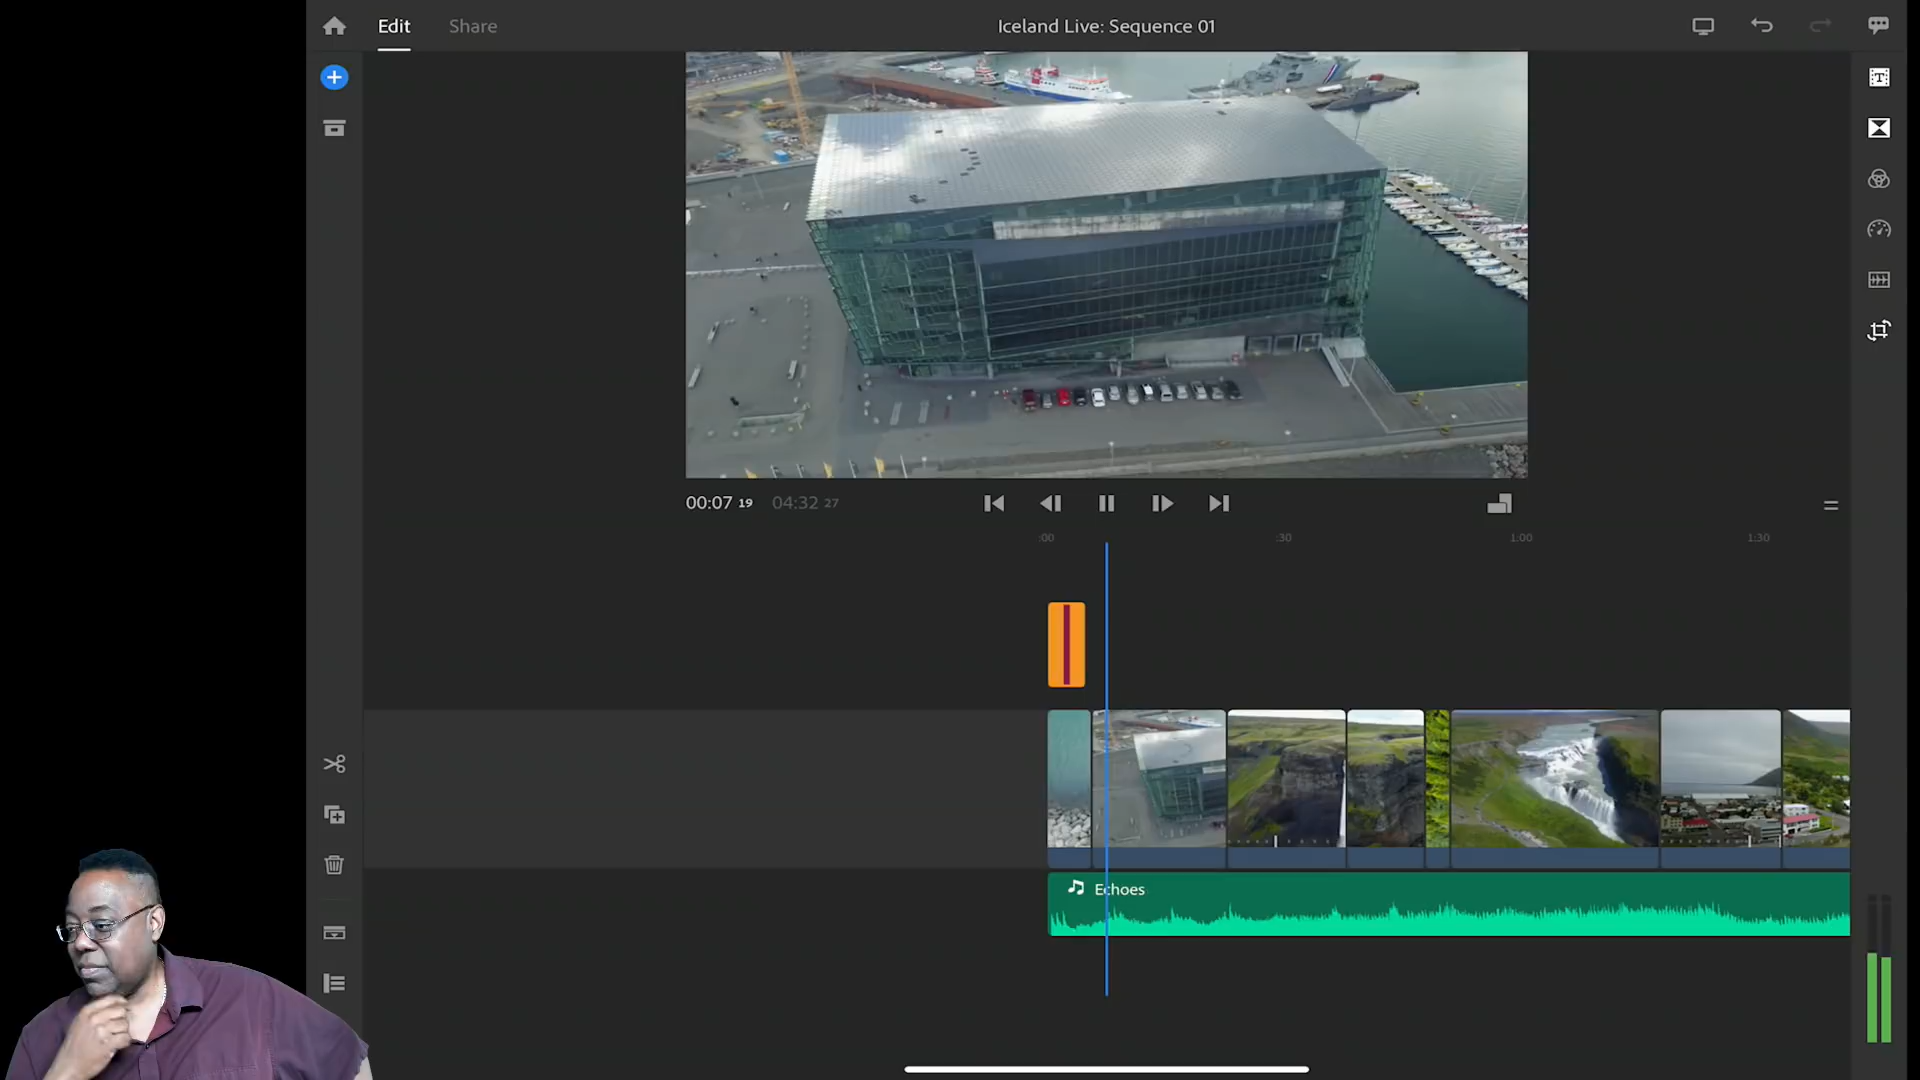 Edit Share Iceland Live: Sequence 01
00:07 19 04:32 27
:00 :30 1:00 1:30
Echoes